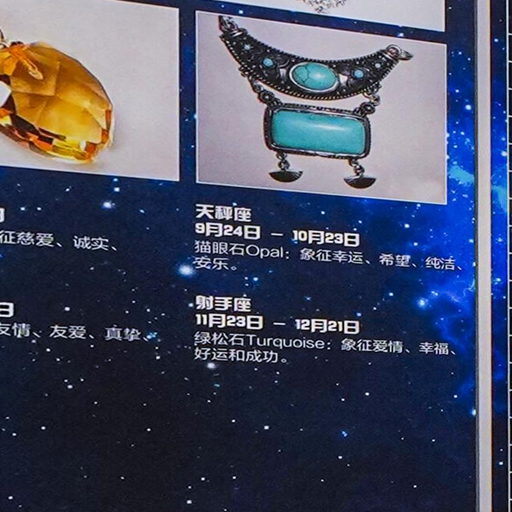 日
征慈爱、诚实、
日
友情、友爱、真挚、
天秤座
9月24日 — 10月23日
猫眼石Opal：象征幸运、希望、纯洁、
安乐。
射手座
11月23日 — 12月21日
绿松石Turquoise：象征爱情、幸福、
好运和成功。